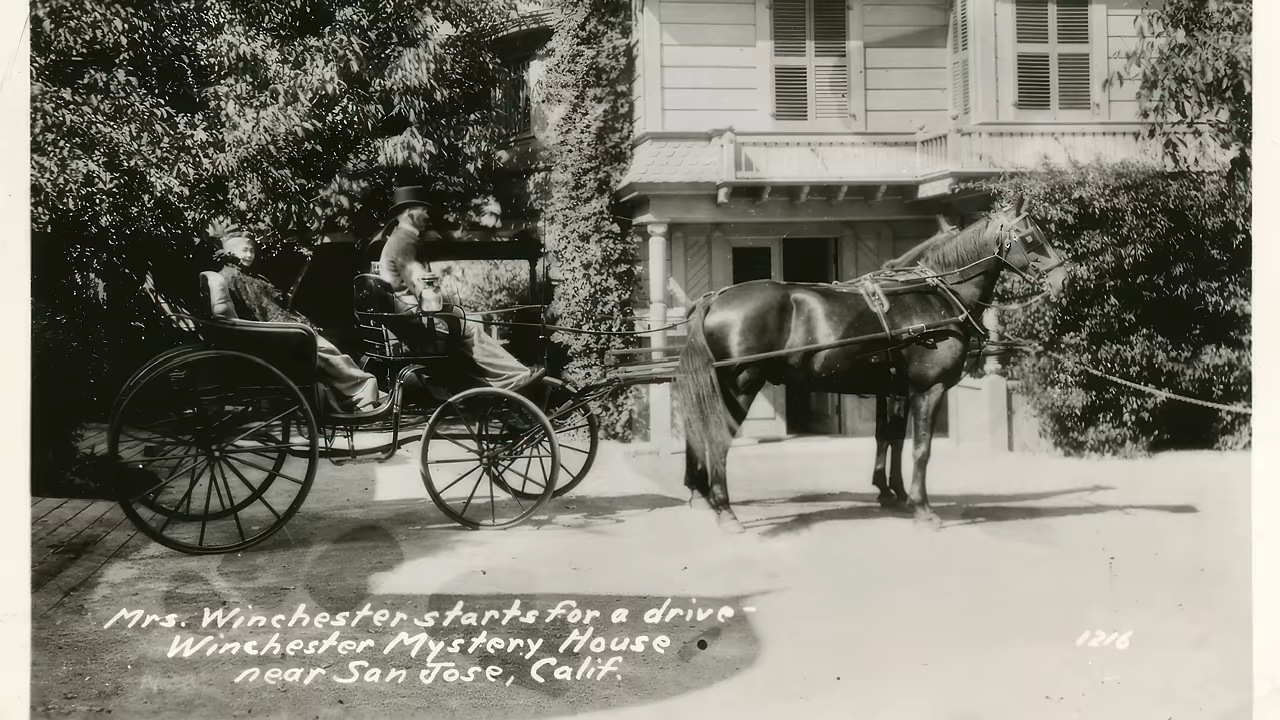 Mrs. Winchester starts for a drive-
Winchester Mystery House
near San Jose, Calif.
1216